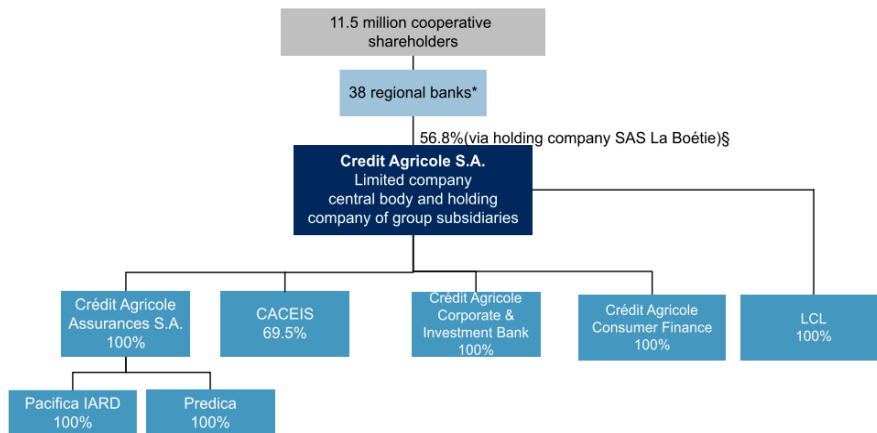 11.5 million cooperative
shareholders
38 regional banks*
56.8%(via holding company SAS La Boétie)§
Credit Agricole S.A.
Limited company
central body and holding
company of group subsidiaries
Crédit Agricole
Assurances S.A.
100%
CACEIS
69.5%
Crédit Agricole
Corporate &
Investment Bank
100%
Crédit Agricole
Consumer Finance
100%
LCL
100%
Pacifica IARD
100%
Predica
100%